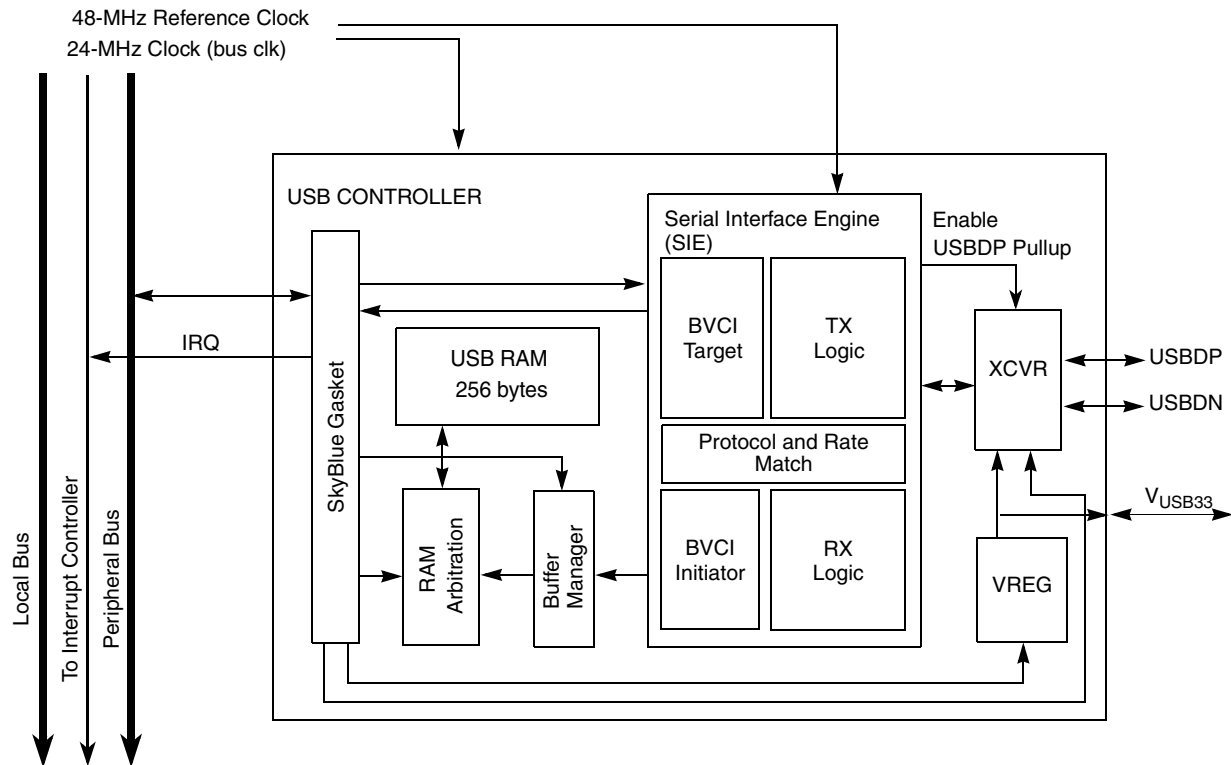 48-MHz Reference Clock
24-MHz Clock (bus clk)
USB CONTROLLER
Serial Interface Engine
(SIE)
Enable
USBDP Pullup
BVCI
Target
TX
Logic
XCVR
USBDP
USBDN
IRQ
USB RAM
256 bytes
Protocol and Rate
Match
SkyBlue Gasket
VUSB33
RAM
Arbitration
Buffer
Manager
BVCI
Initiator
RX
Logic
VREG
Local Bus
To Interrupt Controller
Peripheral Bus